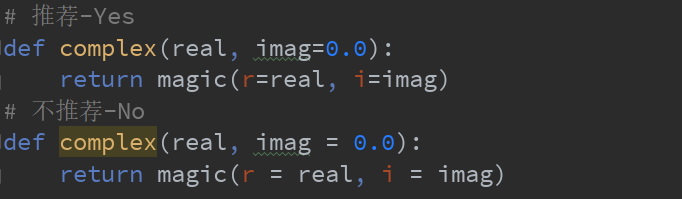 # 推荐-Yes
def complex(real, imag=0.0):
    return magic(r=real, i=imag)
# 不推荐-No
def complex(real, imag = 0.0):
    return magic(r = real, i = imag)